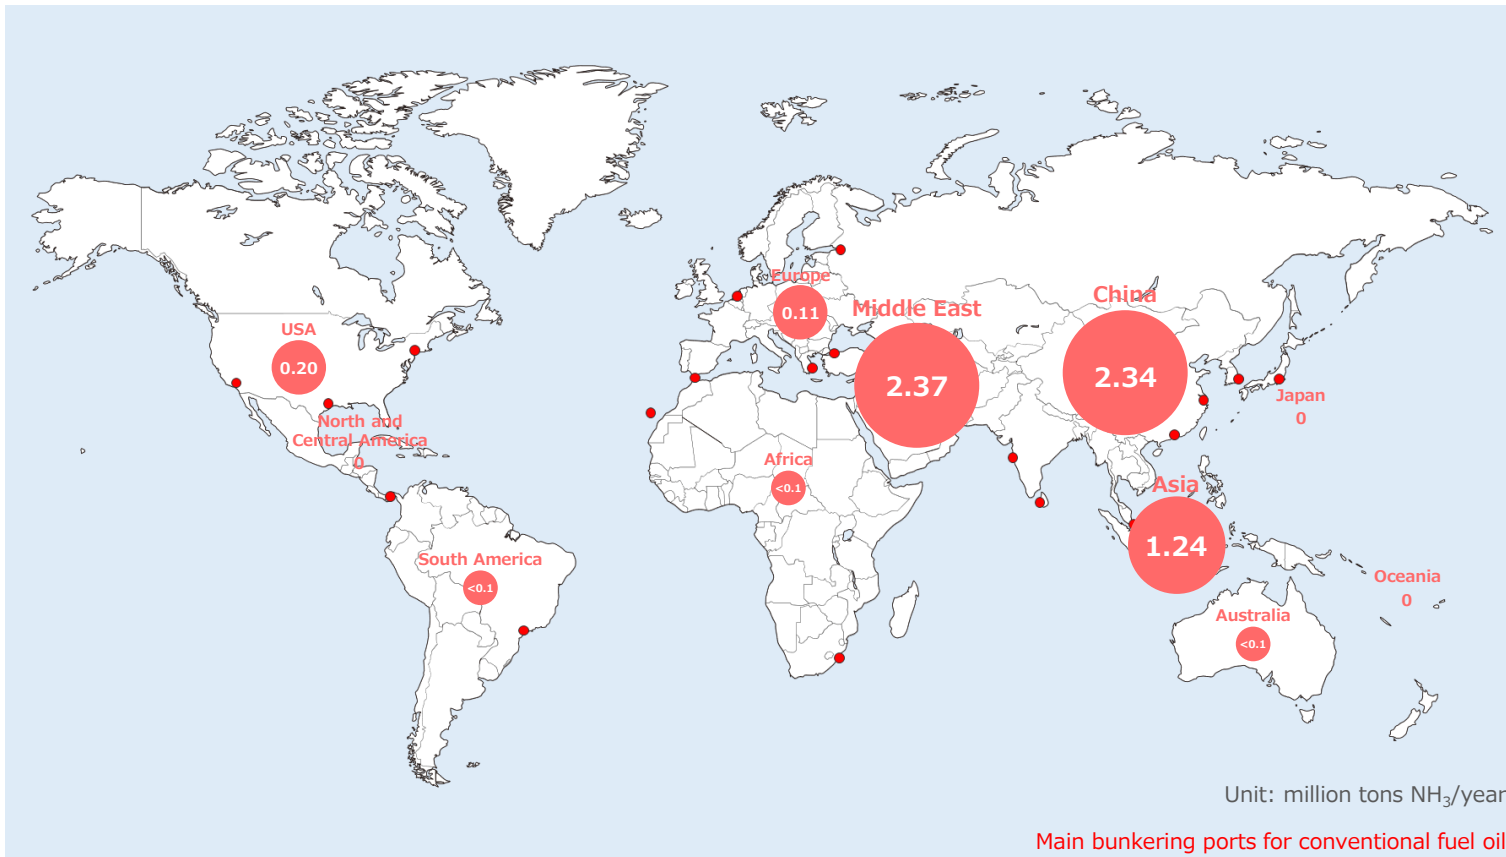 Europe
0.11
Middle East
2.37
China
2.34
USA
0.20
North and
Central America
0
Japan
0
Africa
<0.1
Asia
1.24
South America
<0.1
Oceania
0
Australia
<0.1
Unit: million tons NH₃/year
Main bunkering ports for conventional fuel oil